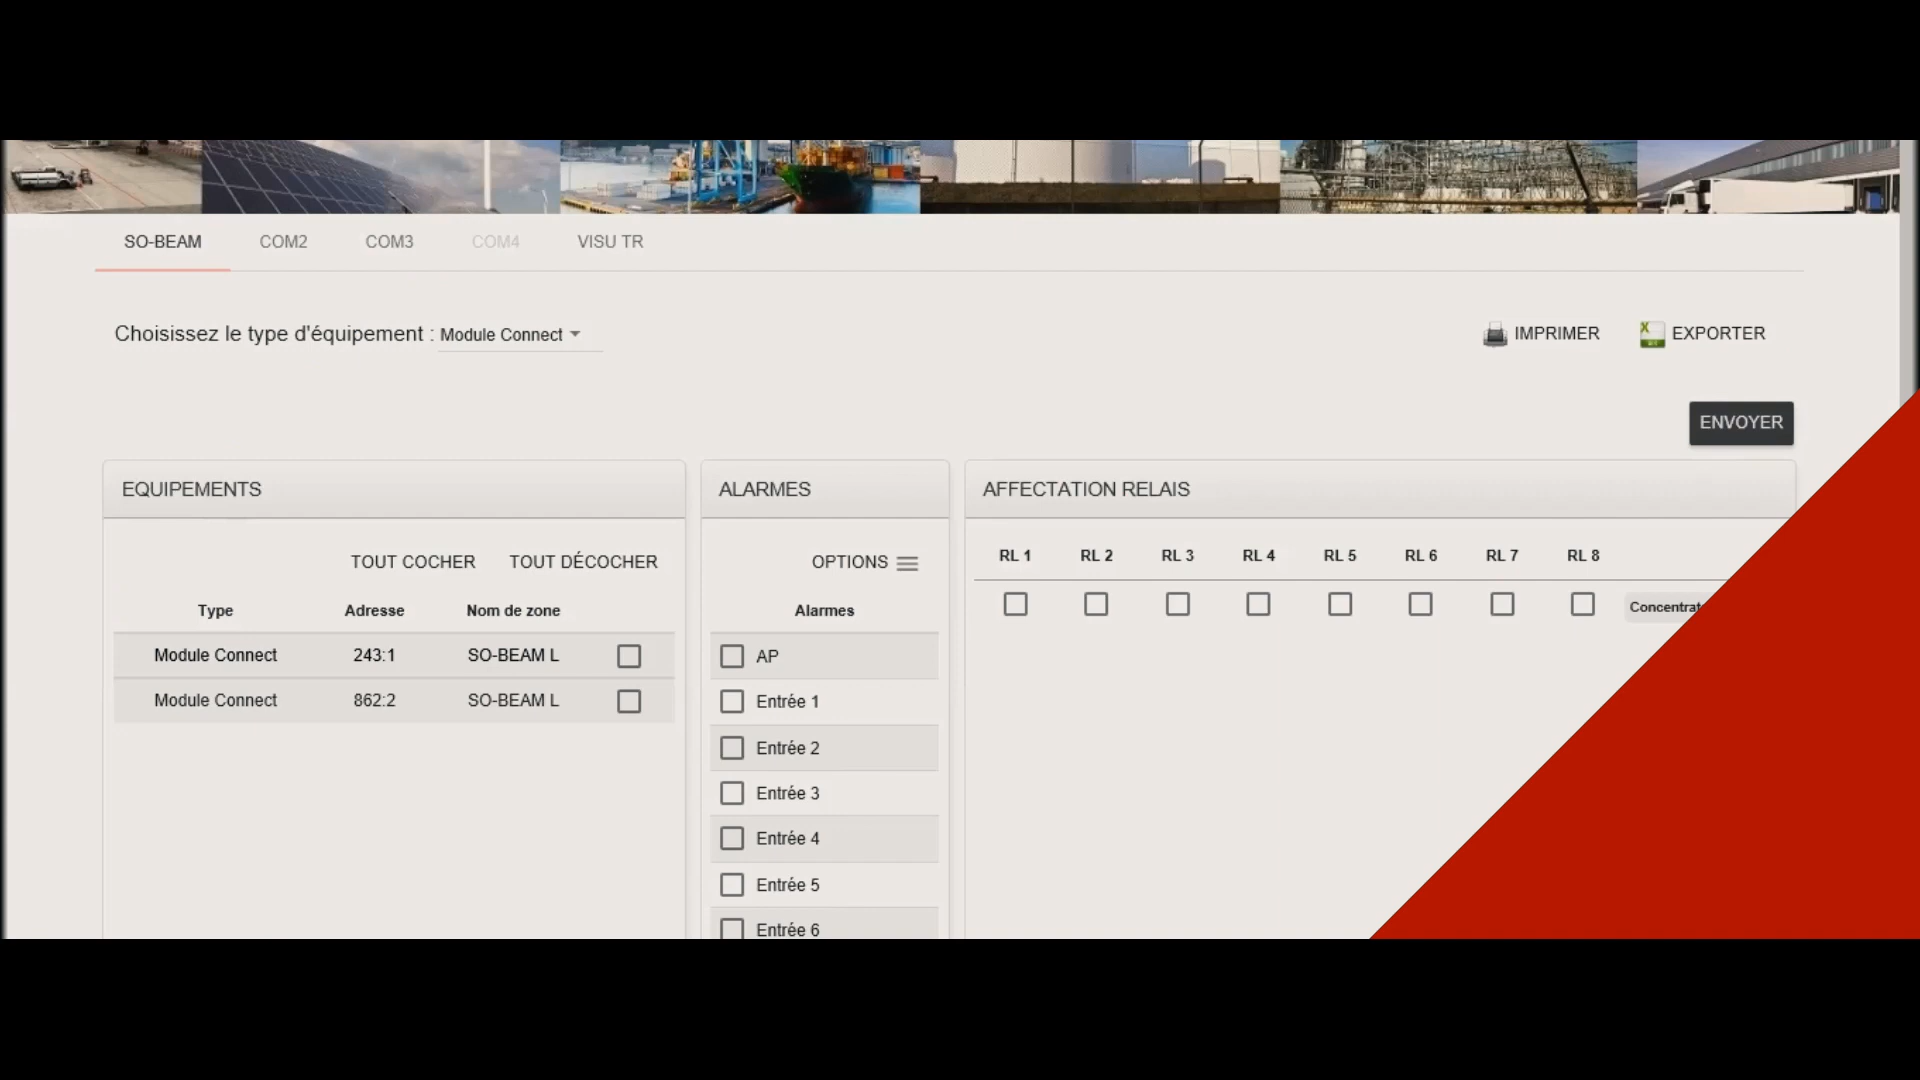 SO-BEAM COM2 COM3 COM4 VISU TR
Choisissez le type d'équipement : Module Connect
IMPRIMER EXPORTER
ENVOYER
EQUIPEMENTS
TOUT COCHER TOUT DÉCOCHER
Type Adresse Nom de zone
Module Connect 243:1 SO-BEAM L
Module Connect 862:2 SO-BEAM L
ALARMES
OPTIONS
Alarmes
AP
Entrée 1
Entrée 2
Entrée 3
Entrée 4
Entrée 5
Entrée 6
AFFECTATION RELAIS
RL 1 RL 2 RL 3 RL 4 RL 5 RL 6 RL 7 RL 8